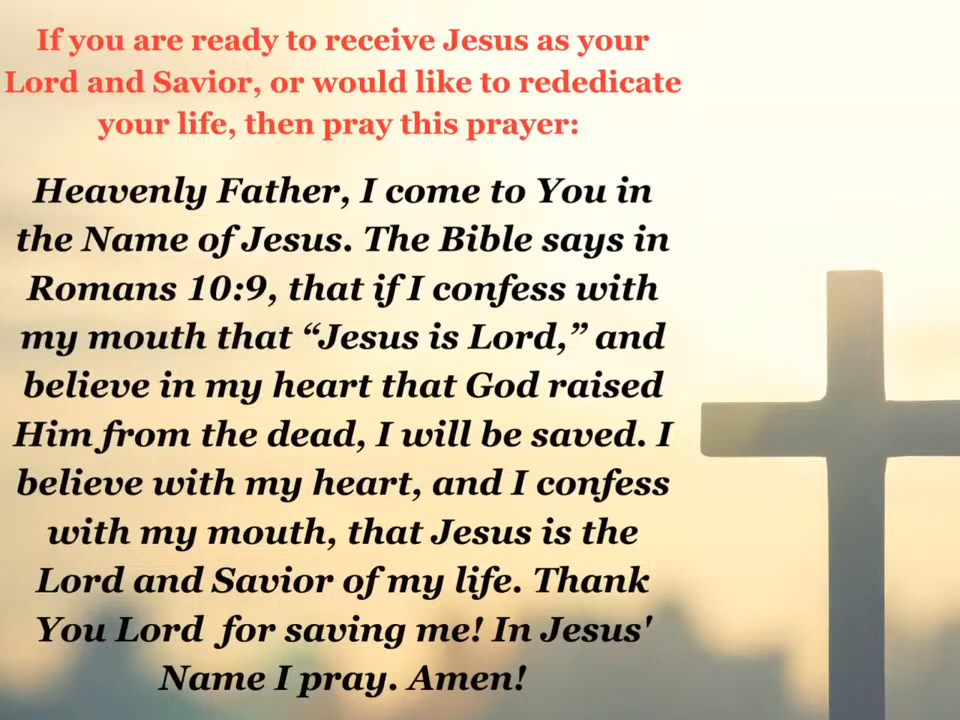 If you are ready to receive Jesus as your
Lord and Savior, or would like to rededicate
your life, then pray this prayer:
Heavenly Father, I come to You in
the Name of Jesus. The Bible says in
Romans 10:9, that if I confess with
my mouth that “Jesus is Lord,” and
believe in my heart that God raised
Him from the dead, I will be saved. I
believe with my heart, and I confess
with my mouth, that Jesus is the
Lord and Savior of my life. Thank
You Lord  for saving me! In Jesus'
Name I pray. Amen!